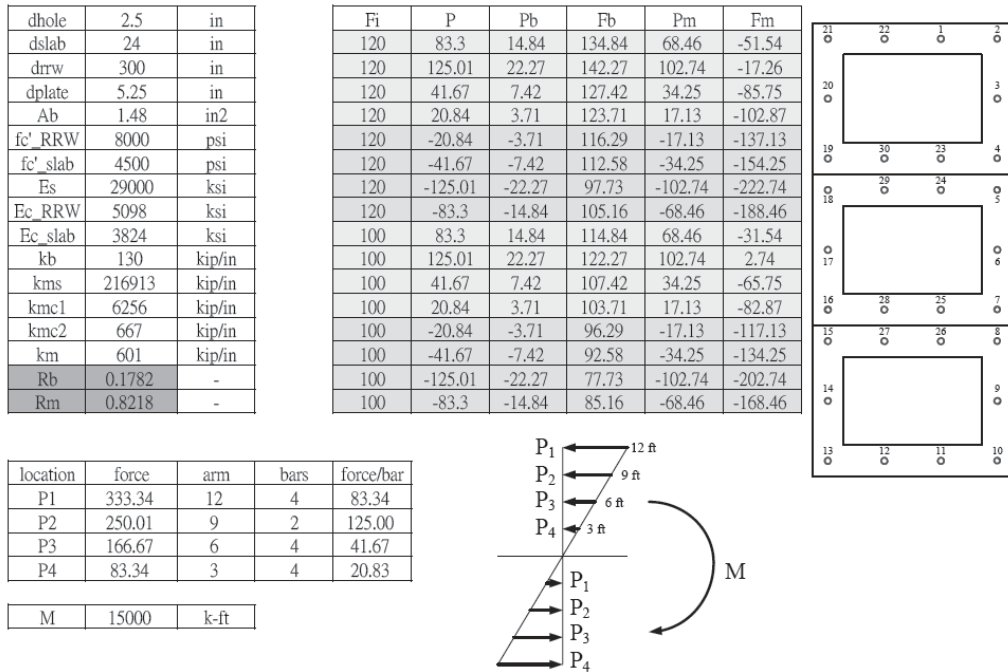 dhole 2.5 in
dslab 24 in
drrw 300 in
dplate 5.25 in
Ab 1.48 in2
fc'_RRW 8000 psi
fc'_slab 4500 psi
Es 29000 ksi
Ec_RRW 5098 ksi
Ec_slab 3824 ksi
kb 130 kip/in
kms 216913 kip/in
kmc1 6256 kip/in
kmc2 667 kip/in
km 601 kip/in
Rb 0.1782 -
Rm 0.8218 -
Fi P Pb Fb Pm Fm
120 83.3 14.84 134.84 68.46 -51.54
120 125.01 22.27 142.27 102.74 -17.26
120 41.67 7.42 127.42 34.25 -85.75
120 20.84 3.71 123.71 17.13 -102.87
120 -20.84 -3.71 116.29 -17.13 -137.13
120 -41.67 -7.42 112.58 -34.25 -154.25
120 -125.01 -22.27 97.73 -102.74 -222.74
120 -83.3 -14.84 105.16 -68.46 -188.46
100 83.3 14.84 114.84 68.46 -31.54
100 125.01 22.27 122.27 102.74 2.74
100 41.67 7.42 107.42 34.25 -65.75
100 20.84 3.71 103.71 17.13 -82.87
100 -20.84 -3.71 96.29 -17.13 -117.13
100 -41.67 -7.42 92.58 -34.25 -134.25
100 -125.01 -22.27 77.73 -102.74 -202.74
100 -83.3 -14.84 85.16 -68.46 -168.46
21 22 1 2
20 3
19 30 23 4
29 24
18 5
17 6
16 28 25 7
15 27 26 8
14 9
13 12 11 10
location force arm bars force/bar
P1 333.34 12 4 83.34
P2 250.01 9 2 125.00
P3 166.67 6 4 41.67
P4 83.34 3 4 20.83
M 15000 k-ft
P1 12 ft
P2 9 ft
P3 6 ft
P4 3 ft
M
P1
P2
P3
P4